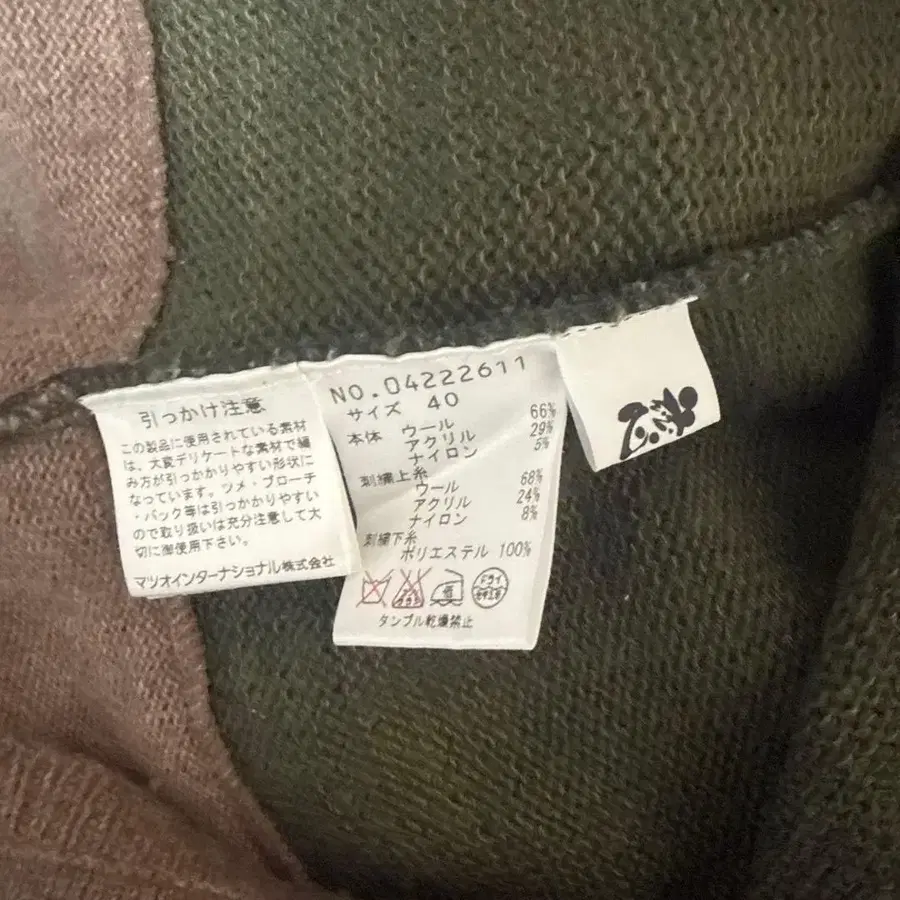 引っかけ注意
この製品に使用されている素材
は、大変デリケートな素材で編
み方が引っかかりやすい形状に
なっています。ツメ・ブローチ
・バック等は引っかかりやすい
ので取り扱いは充分注意して大
切に御使用下さい。
マツオインターナショナル株式会社
NO.04222611
サイズ 40
本体 ウール 66%
アクリル 29%
ナイロン 5%
刺繍上糸
ウール 68%
アクリル 24%
ナイロン 8%
刺繍下糸
ポリエステル 100%
ドライ
タンブル乾燥禁止